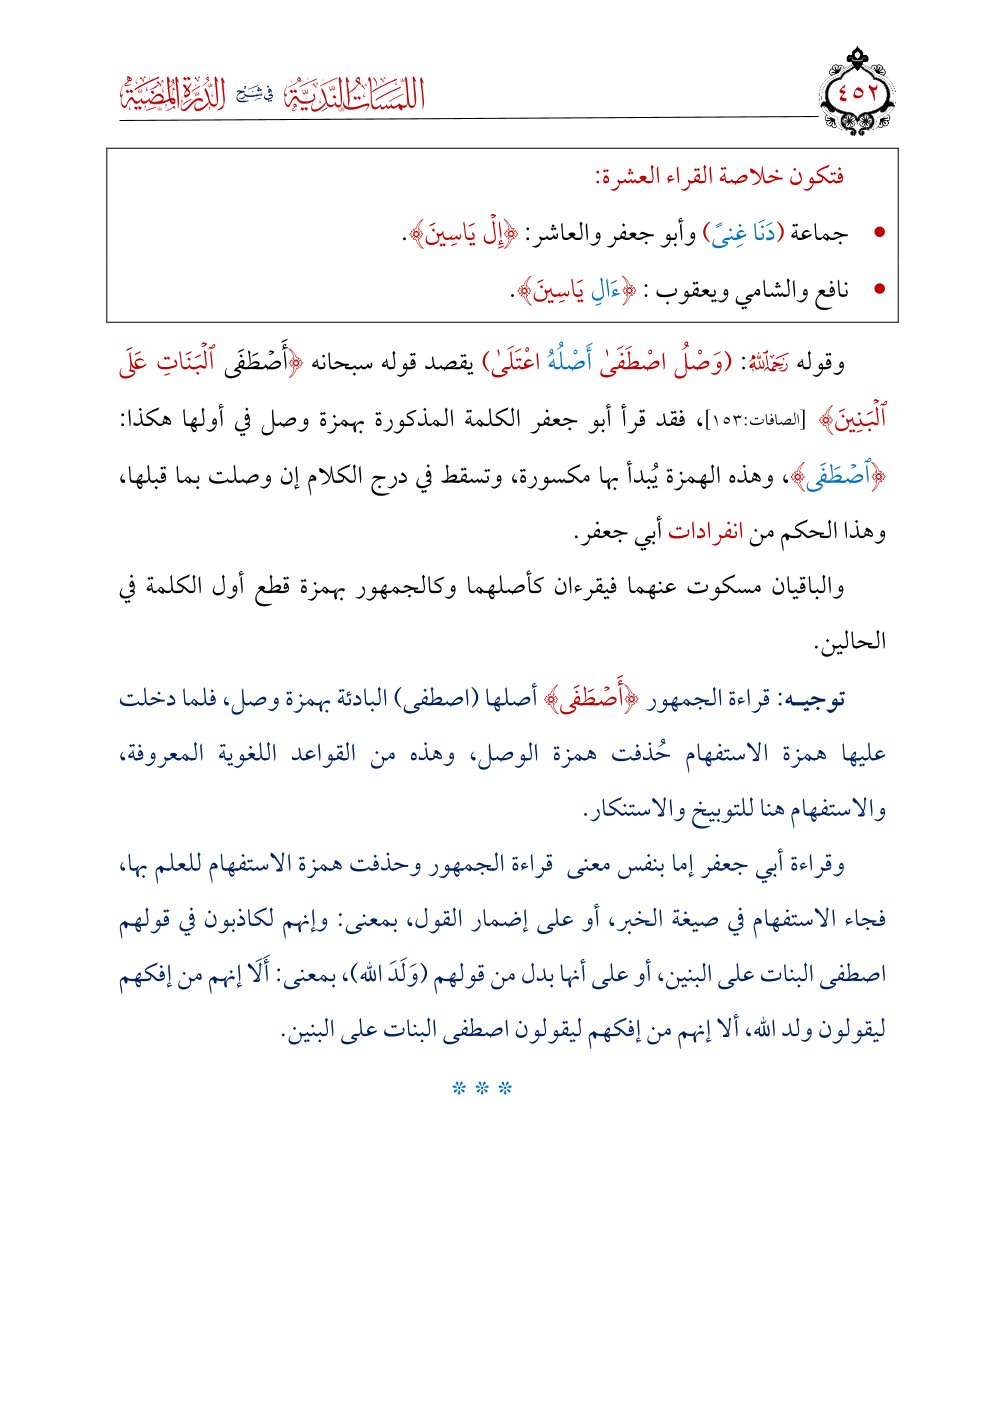 اللمسات الندية في شرح الدرة المضية
٤٥٢
فتكون خلاصة القراء العشرة:
• جماعة (دَنَا غِنىً) وأبو جعفر والعاشر: ﴿إِلۡ يَاسِينَ﴾.
• نافع والشامي ويعقوب : ﴿ءَالِ يَاسِينَ﴾.
وقوله رَحِمَهُ ٱللَّهُ: (وَصْلُ اصْطَفَىٰ أَصْلُهُ اعْتَلَىٰ) يقصد قوله سبحانه ﴿أَصۡطَفَى ٱلۡبَنَاتِ عَلَى
ٱلۡبَنِينَ﴾ [الصافات:١٥٣]، فقد قرأ أبو جعفر الكلمة المذكورة بهمزة وصل في أولها هكذا:
﴿ٱصۡطَفَى﴾، وهذه الهمزة يُبدأ بها مكسورة، وتسقط في درج الكلام إن وصلت بما قبلها،
وهذا الحكم من انفرادات أبي جعفر.
والباقيان مسكوت عنهما فيقرءان كأصلهما وكالجمهور بهمزة قطع أول الكلمة في
الحالين.
توجيـه: قراءة الجمهور ﴿أَصۡطَفَى﴾ أصلها (اصطفى) البادئة بهمزة وصل، فلما دخلت
عليها همزة الاستفهام حُذفت همزة الوصل، وهذه من القواعد اللغوية المعروفة،
والاستفهام هنا للتوبيخ والاستنكار.
وقراءة أبي جعفر إما بنفس معنى قراءة الجمهور وحذفت همزة الاستفهام للعلم بها،
فجاء الاستفهام في صيغة الخبر، أو على إضمار القول، بمعنى: وإنهم لكاذبون في قولهم
اصطفى البنات على البنين، أو على أنها بدل من قولهم (وَلَدَ الله)، بمعنى: أَلَا إنهم من إفكهم
ليقولون ولد الله، ألا إنهم من إفكهم ليقولون اصطفى البنات على البنين.
* * *